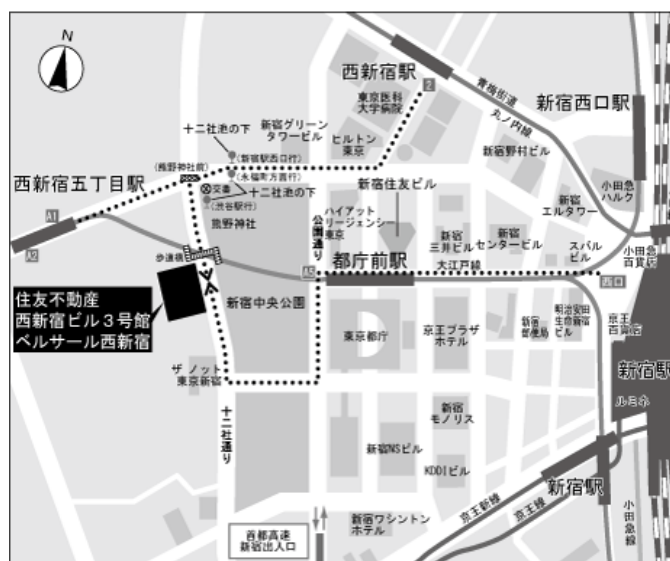 N
西新宿駅
2
青梅街道
丸ノ内線
新宿西口駅
東京医科
大学病院
十二社池の下
新宿グリーン
タワービル
ヒルトン
東京
(新宿駅西口行)
(熊野神社前)
(永福町方面行)
新宿野村ビル
小田急
ハルク
西新宿五丁目駅
交番
十二社池の下
(渋谷駅行)
新宿住友ビル
新宿
エルタワー
A1
A2
熊野神社
公園通り
ハイアット
リージェンシー
東京
新宿
三井ビル
新宿
センタービル
スバル
ビル
小田急
百貨店
歩道橋
都庁前駅
大江戸線
A5
西口
住友不動産
西新宿ビル3号館
ベルサール西新宿
新宿中央公園
東京都庁
京王プラザ
ホテル
新宿
郵便局
明治安田
生命新宿
ビル
京王
百貨店
新宿駅
ザ ノット
東京新宿
ルミネ
十二社通り
新宿
モノリス
新宿NSビル
KDDIビル
新宿駅
京王新線
京王線
小田急線
首都高速
新宿出入口
新宿ワシントン
ホテル